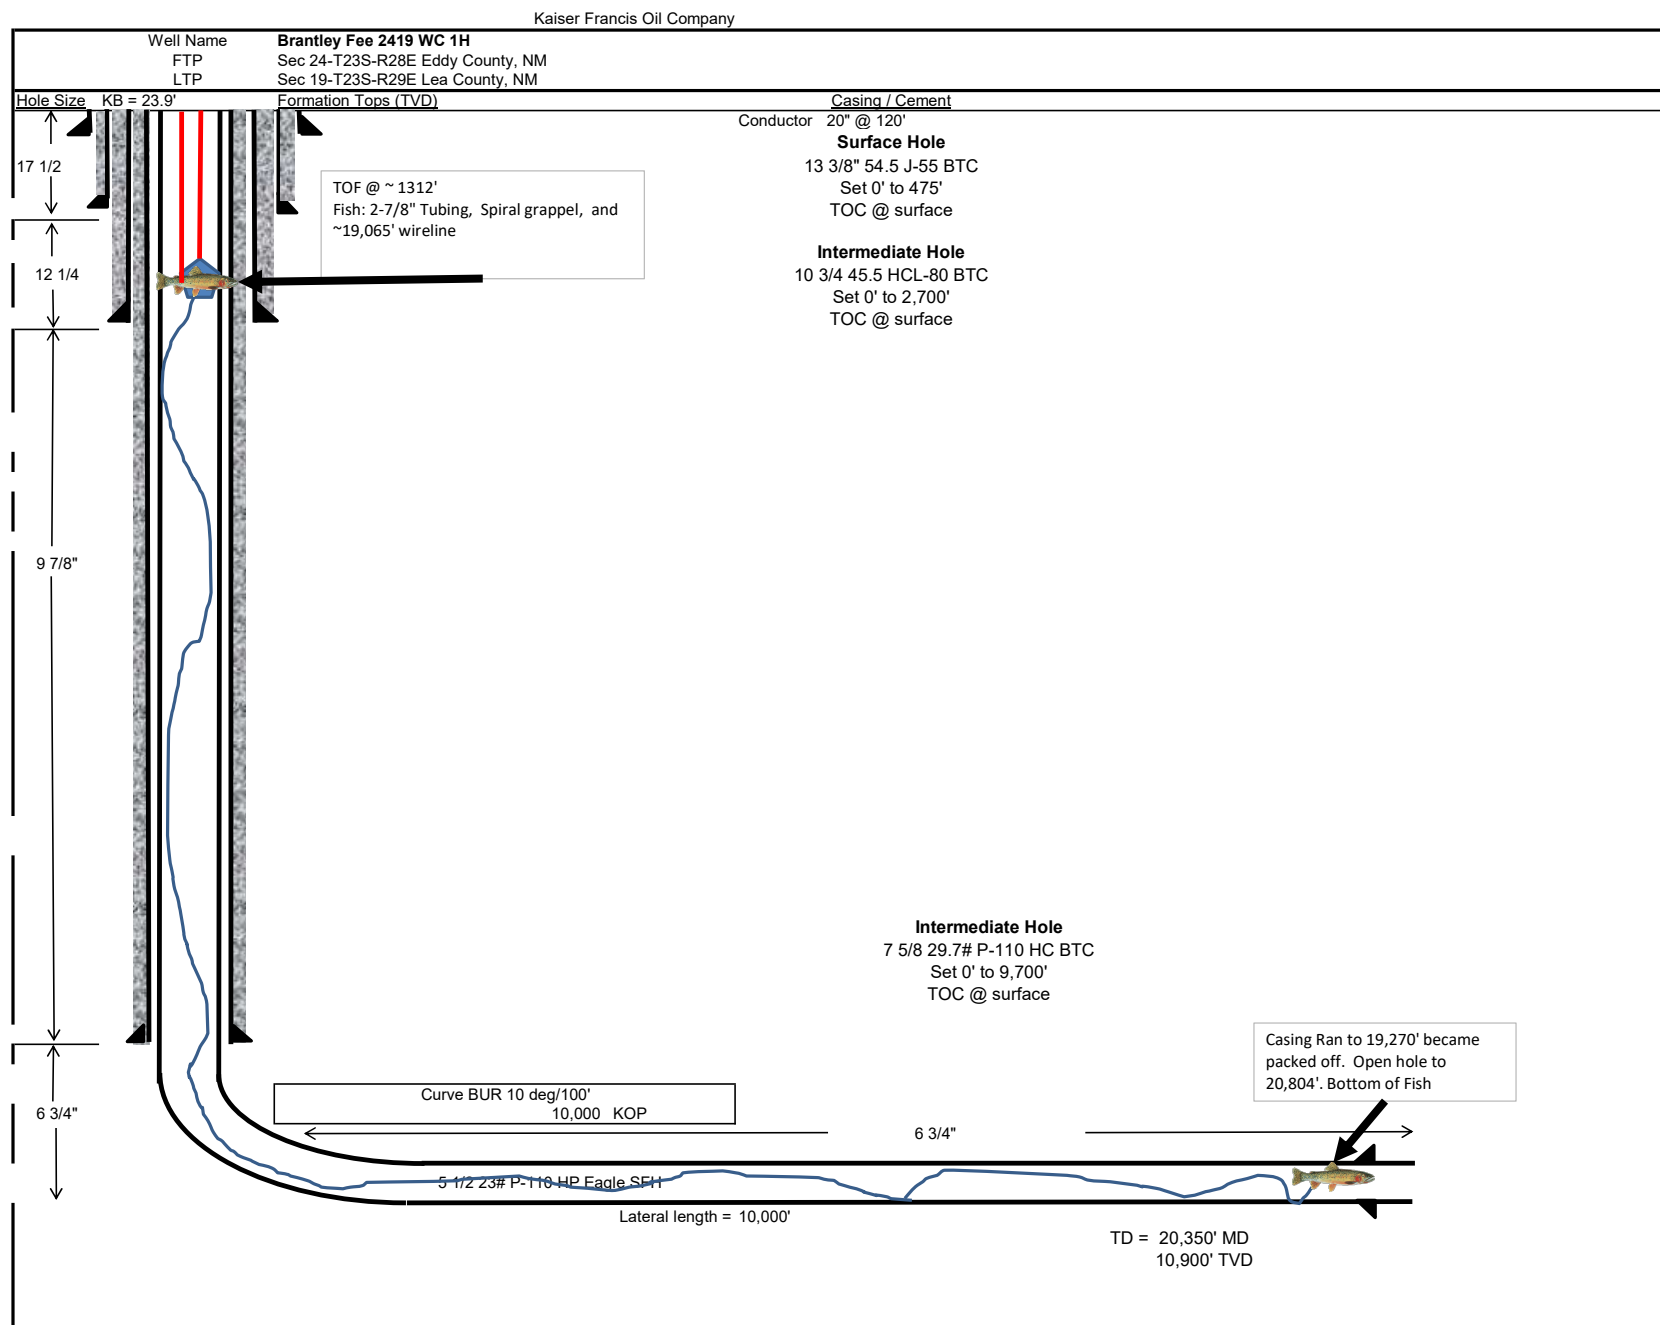 Kaiser Francis Oil Company
Well Name Brantley Fee 2419 WC 1H
FTP Sec 24-T23S-R28E Eddy County, NM
LTP Sec 19-T23S-R29E Lea County, NM
Hole Size KB = 23.9' Formation Tops (TVD) Casing / Cement
Conductor 20" @ 120'
Surface Hole
17 1/2
13 3/8" 54.5 J-55 BTC
Set 0' to 475'
TOC @ surface
TOF @ ~ 1312'
Fish: 2-7/8" Tubing, Spiral grappel, and
~19,065' wireline
Intermediate Hole
12 1/4
10 3/4 45.5 HCL-80 BTC
Set 0' to 2,700'
TOC @ surface
9 7/8"
Intermediate Hole
7 5/8 29.7# P-110 HC BTC
Set 0' to 9,700'
TOC @ surface
Casing Ran to 19,270' became
packed off. Open hole to
20,804'. Bottom of Fish
Curve BUR 10 deg/100'
10,000 KOP
6 3/4"
6 3/4"
5 1/2 23# P-110 HP Eagle SFH
Lateral length = 10,000'
TD = 20,350' MD
10,900' TVD